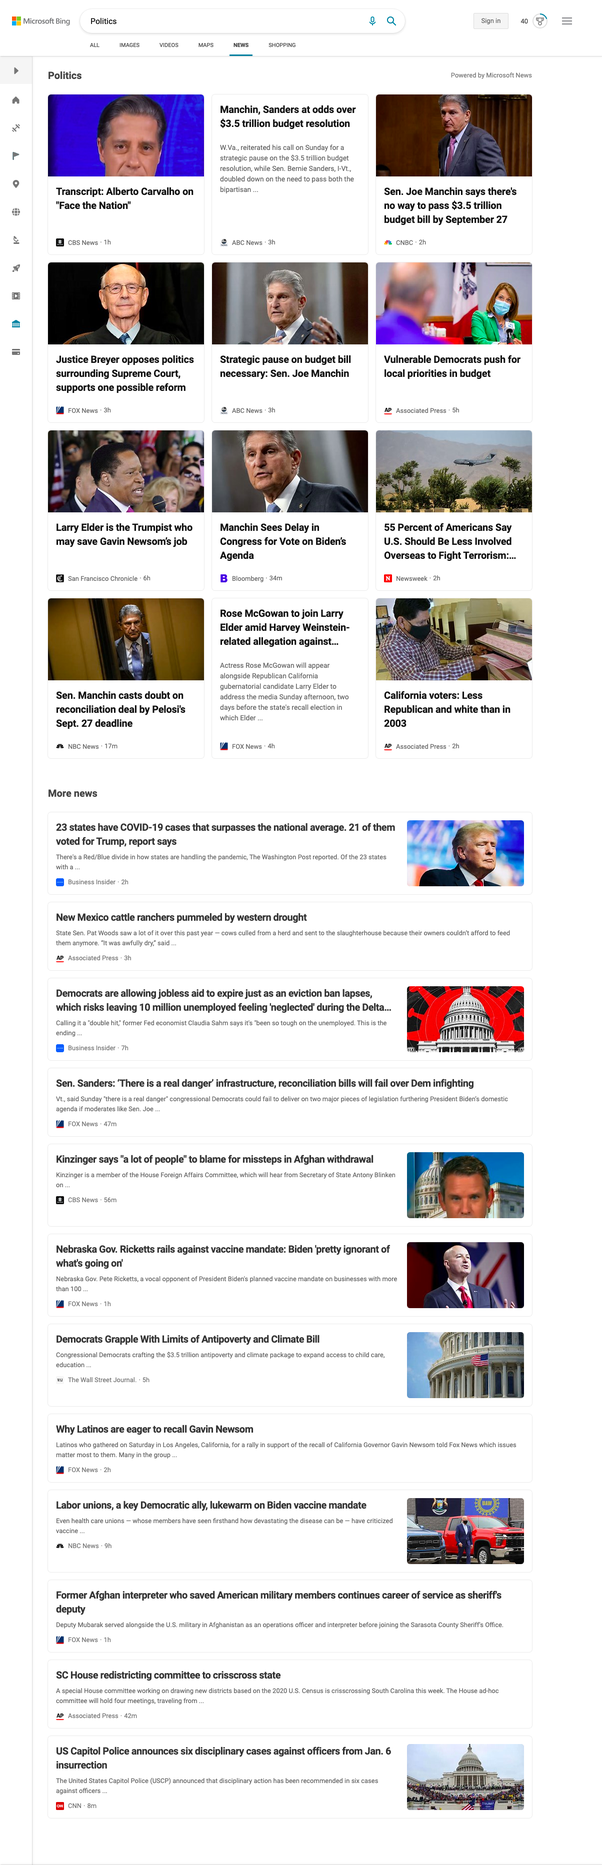 Microsoft Bing
Politics
Sign in
40
ALL
IMAGES
VIDEOS
MAPS
NEWS
SHOPPING
Politics
Powered by Microsoft News
Transcript: Alberto Carvalho on
"Face the Nation"
CBS News · 1h
Manchin, Sanders at odds over
$3.5 trillion budget resolution
W.Va., reiterated his call on Sunday for a
strategic pause on the $3.5 trillion budget
resolution, while Sen. Bernie Sanders, I-Vt.,
doubled down on the need to pass both the
bipartisan ...
ABC News · 3h
Sen. Joe Manchin says there's
no way to pass $3.5 trillion
budget bill by September 27
CNBC · 2h
Justice Breyer opposes politics
surrounding Supreme Court,
supports one possible reform
FOX News · 3h
Strategic pause on budget bill
necessary: Sen. Joe Manchin
ABC News · 3h
Vulnerable Democrats push for
local priorities in budget
AP
Associated Press · 5h
Larry Elder is the Trumpist who
may save Gavin Newsom's job
San Francisco Chronicle · 6h
Manchin Sees Delay in
Congress for Vote on Biden's
Agenda
B
Bloomberg · 34m
55 Percent of Americans Say
U.S. Should Be Less Involved
Overseas to Fight Terrorism:...
N
Newsweek · 2h
Sen. Manchin casts doubt on
reconciliation deal by Pelosi's
Sept. 27 deadline
NBC News · 17m
Rose McGowan to join Larry
Elder amid Harvey Weinstein-
related allegation against...
Actress Rose McGowan will appear
alongside Republican California
gubernatorial candidate Larry Elder to
address the media Sunday afternoon, two
days before the state's recall election in
which Elder ...
FOX News · 4h
California voters: Less
Republican and white than in
2003
AP
Associated Press · 2h
More news
23 states have COVID-19 cases that surpasses the national average. 21 of them
voted for Trump, report says
There's a Red/Blue divide in how states are handling the pandemic, The Washington Post reported. Of the 23 states
with a ...
Business Insider · 2h
New Mexico cattle ranchers pummeled by western drought
State Sen. Pat Woods saw a lot of it over this past year — cows culled from a herd and sent to the slaughterhouse because their owners couldn't afford to feed
them anymore. "It was awfully dry," said ...
AP
Associated Press · 3h
Democrats are allowing jobless aid to expire just as an eviction ban lapses,
which risks leaving 10 million unemployed feeling 'neglected' during the Delta...
Calling it a "double hit," former Fed economist Claudia Sahm says it's "been so tough on the unemployed. This is the
ending ...
Business Insider · 7h
Sen. Sanders: 'There is a real danger' infrastructure, reconciliation bills will fail over Dem infighting
Vt., said Sunday "there is a real danger" congressional Democrats could fail to deliver on two major pieces of legislation furthering President Biden's domestic
agenda if moderates like Sen. Joe ...
FOX News · 47m
Kinzinger says "a lot of people" to blame for missteps in Afghan withdrawal
Kinzinger is a member of the House Foreign Affairs Committee, which will hear from Secretary of State Antony Blinken
on ...
CBS News · 56m
Nebraska Gov. Ricketts rails against vaccine mandate: Biden 'pretty ignorant of
what's going on'
Nebraska Gov. Pete Ricketts, a vocal opponent of President Biden's planned vaccine mandate on businesses with more
than 100 ...
FOX News · 1h
Democrats Grapple With Limits of Antipoverty and Climate Bill
Congressional Democrats crafting the $3.5 trillion antipoverty and climate package to expand access to child care,
education ...
WSJ
The Wall Street Journal. · 5h
Why Latinos are eager to recall Gavin Newsom
Latinos who gathered on Saturday in Los Angeles, California, for a rally in support of the recall of California Governor Gavin Newsom told Fox News which issues
matter most to them. Many in the group ...
FOX News · 2h
Labor unions, a key Democratic ally, lukewarm on Biden vaccine mandate
Even health care unions — whose members have seen firsthand how devastating the disease can be — have criticized
vaccine ...
NBC News · 9h
Former Afghan interpreter who saved American military members continues career of service as sheriff's
deputy
Deputy Mubarak served alongside the U.S. military in Afghanistan as an operations officer and interpreter before joining the Sarasota County Sheriff's Office.
FOX News · 1h
SC House redistricting committee to crisscross state
A special House committee working on drawing new districts based on the 2020 U.S. Census is crisscrossing South Carolina this week. The House ad-hoc
committee will hold four meetings, traveling from ...
AP
Associated Press · 42m
US Capitol Police announces six disciplinary cases against officers from Jan. 6
insurrection
The United States Capitol Police (USCP) announced that disciplinary action has been recommended in six cases
against officers ...
CNN
CNN · 8m